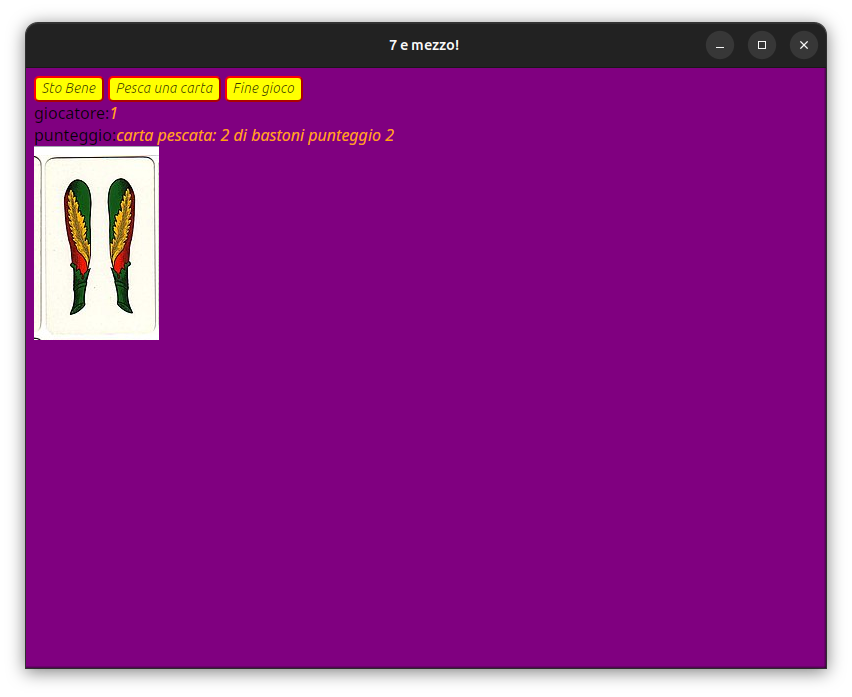 7 e mezzo!
Sto Bene Pesca una carta Fine gioco
giocatore:1
punteggio:carta pescata: 2 di bastoni punteggio 2